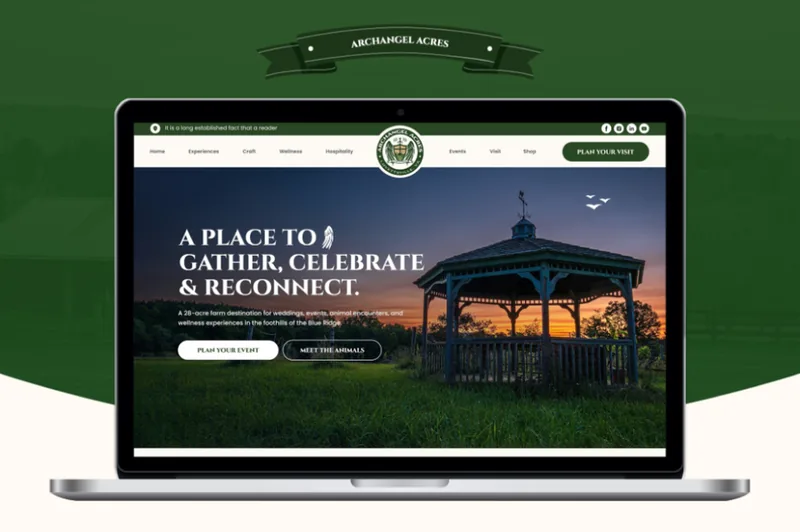 ARCHANGEL ACRES
It is a long established fact that a reader
Home Experiences Craft Wellness Hospitality
ARCHANGEL ACRES
Events Visit Shop
PLAN YOUR VISIT
A PLACE TO
GATHER, CELEBRATE
& RECONNECT.
A 28-acre farm destination for weddings, events, animal encounters, and
wellness experiences in the foothills of the Blue Ridge.
PLAN YOUR EVENT
MEET THE ANIMALS